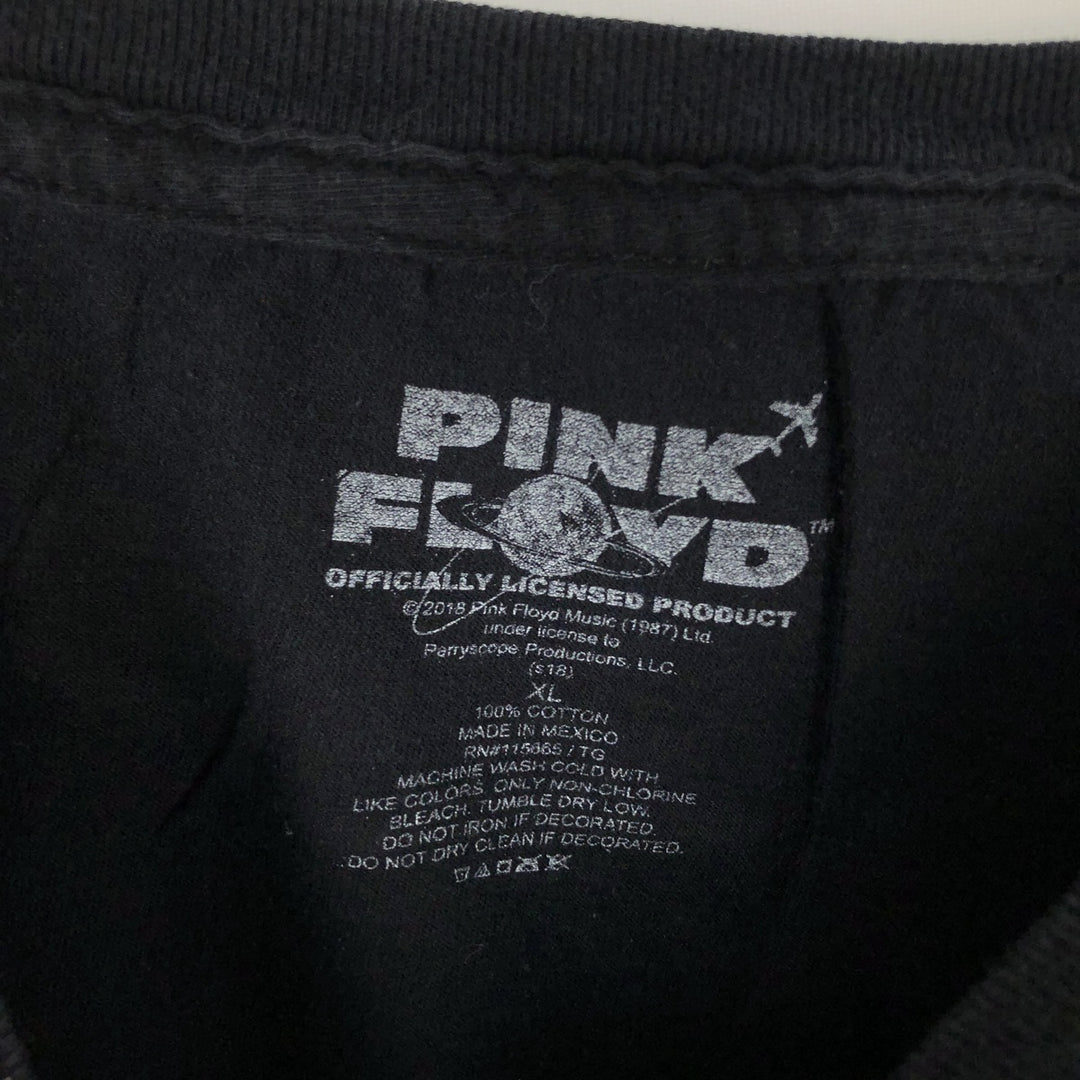 PINK
FLOYD™
OFFICIALLY LICENSED PRODUCT
©2018 Pink Floyd Music (1987) Ltd.
under license to
Perryscope Productions, LLC.
(s18)
XL
100% COTTON
MADE IN MEXICO
RN#115665 / TG
MACHINE WASH COLD WITH
LIKE COLORS. ONLY NON-CHLORINE
BLEACH. TUMBLE DRY LOW.
DO NOT IRON IF DECORATED.
DO NOT DRY CLEAN IF DECORATED.